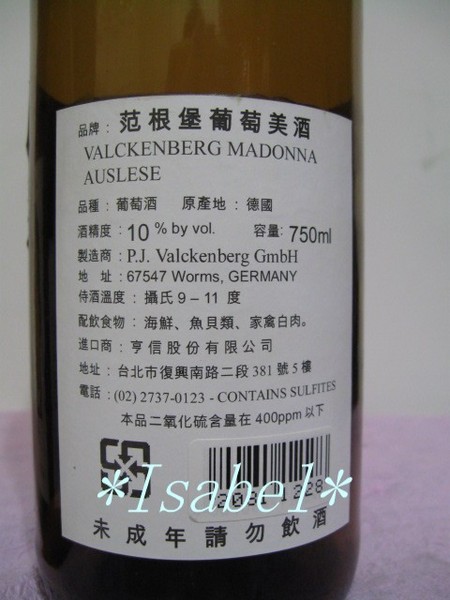 品牌： 范根堡葡萄美酒
VALCKENBERG MADONNA
AUSLESE
品種：葡萄酒 原產地：德國
酒精度：10 % by vol. 容量：750ml
製造商：P.J. Valckenberg GmbH
地 址：67547 Worms, GERMANY
侍酒溫度：攝氏 9 – 11 度
配飲食物：海鮮、魚貝類、家禽白肉。
進口商：亨信股份有限公司
地址：台北市復興南路二段 381 號 5 樓
電話：(02) 2737-0123 - CONTAINS SULFITES
本品二氧化硫含量在 400ppm 以下
*Isabel*
未成年請勿飲酒